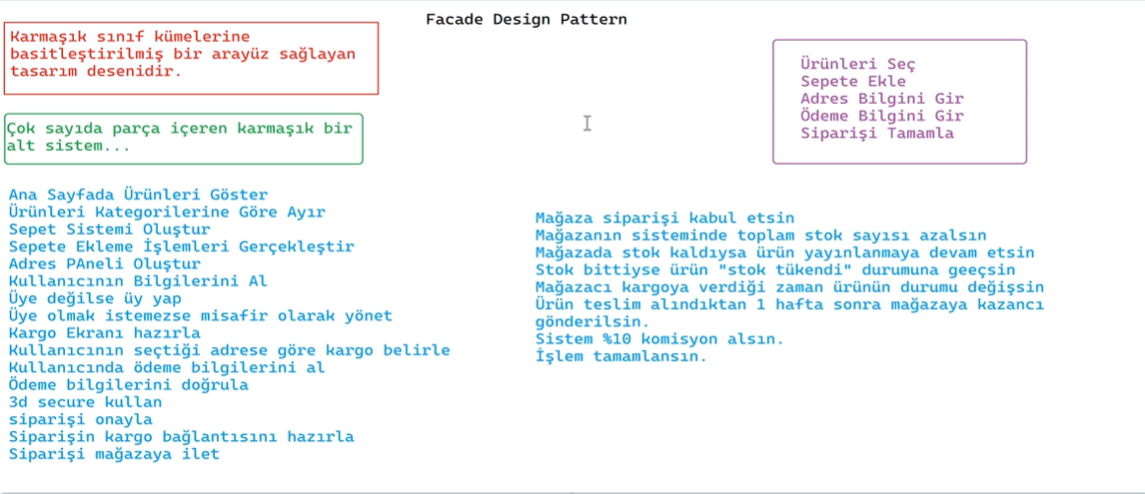 Facade Design Pattern
Karmaşık sınıf kümelerine
basitleştirilmiş bir arayüz sağlayan
tasarım desenidir.
Çok sayıda parça içeren karmaşık bir
alt sistem...
Ürünleri Seç
Sepete Ekle
Adres Bilgini Gir
Ödeme Bilgini Gir
Siparişi Tamamla
Ana Sayfada Ürünleri Göster
Ürünleri Kategorilerine Göre Ayır
Sepet Sistemi Oluştur
Sepete Ekleme İşlemleri Gerçekleştir
Adres PAneli Oluştur
Kullanıcının Bilgilerini Al
Üye değilse üy yap
Üye olmak istemezse misafir olarak yönet
Kargo Ekranı hazırla
Kullanıcının seçtiği adrese göre kargo belirle
Kullanıcında ödeme bilgilerini al
Ödeme bilgilerini doğrula
3d secure kullan
siparişi onayla
Siparişin kargo bağlantısını hazırla
Siparişi mağazaya ilet
Mağaza siparişi kabul etsin
Mağazanın sisteminde toplam stok sayısı azalsın
Mağazada stok kaldıysa ürün yayınlanmaya devam etsin
Stok bittiyse ürün "stok tükendi" durumuna geeçsin
Mağazacı kargoya verdiği zaman ürünün durumu değişsin
Ürün teslim alındıktan 1 hafta sonra mağazaya kazancı
gönderilsin.
Sistem %10 komisyon alsın.
İşlem tamamlansın.